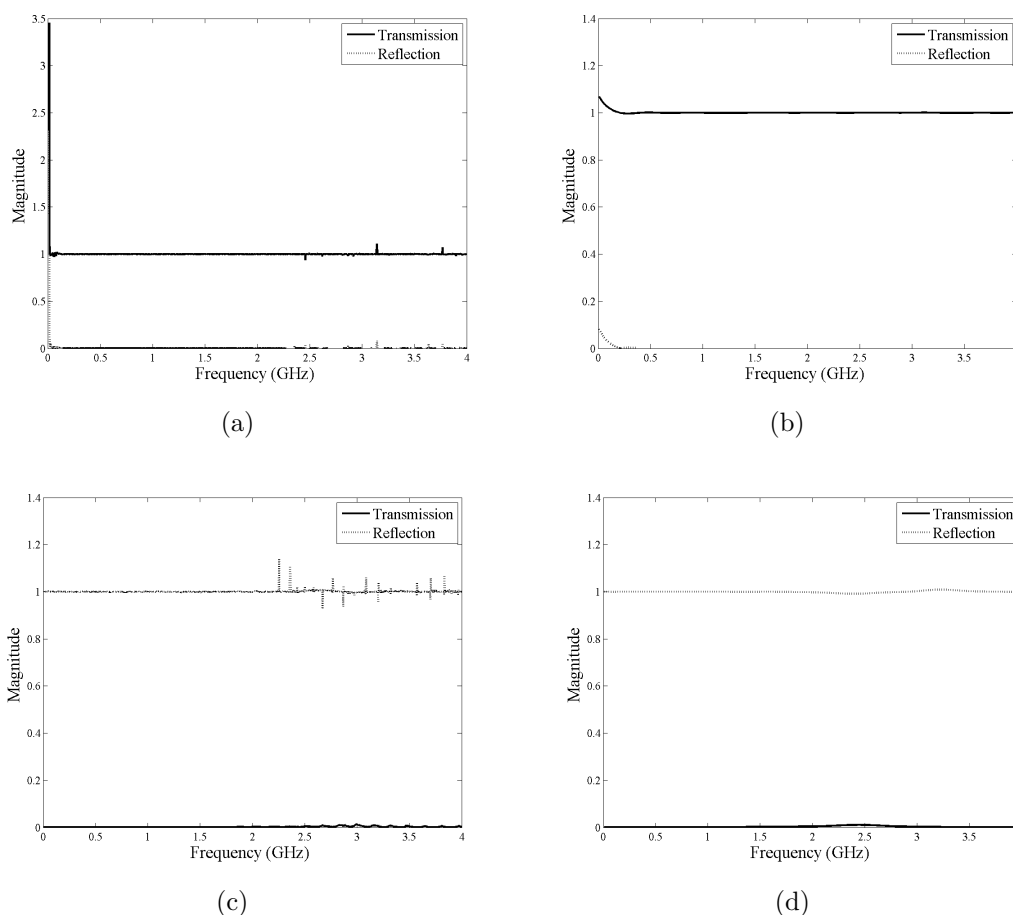 3.5
3
2.5
2
1.5
1
0.5
0
Magnitude
Transmission
Reflection
0 0.5 1 1.5 2 2.5 3 3.5 4
Frequency (GHz)
(a)
1.4
1.2
1
0.8
0.6
0.4
0.2
0
Magnitude
Transmission
Reflection
0 0.5 1 1.5 2 2.5 3 3.5
Frequency (GHz)
(b)
1.4
1.2
1
0.8
0.6
0.4
0.2
0
Magnitude
Transmission
Reflection
0 0.5 1 1.5 2 2.5 3 3.5 4
Frequency (GHz)
(c)
1.4
1.2
1
0.8
0.6
0.4
0.2
0
Magnitude
Transmission
Reflection
0 0.5 1 1.5 2 2.5 3 3.5
Frequency (GHz)
(d)